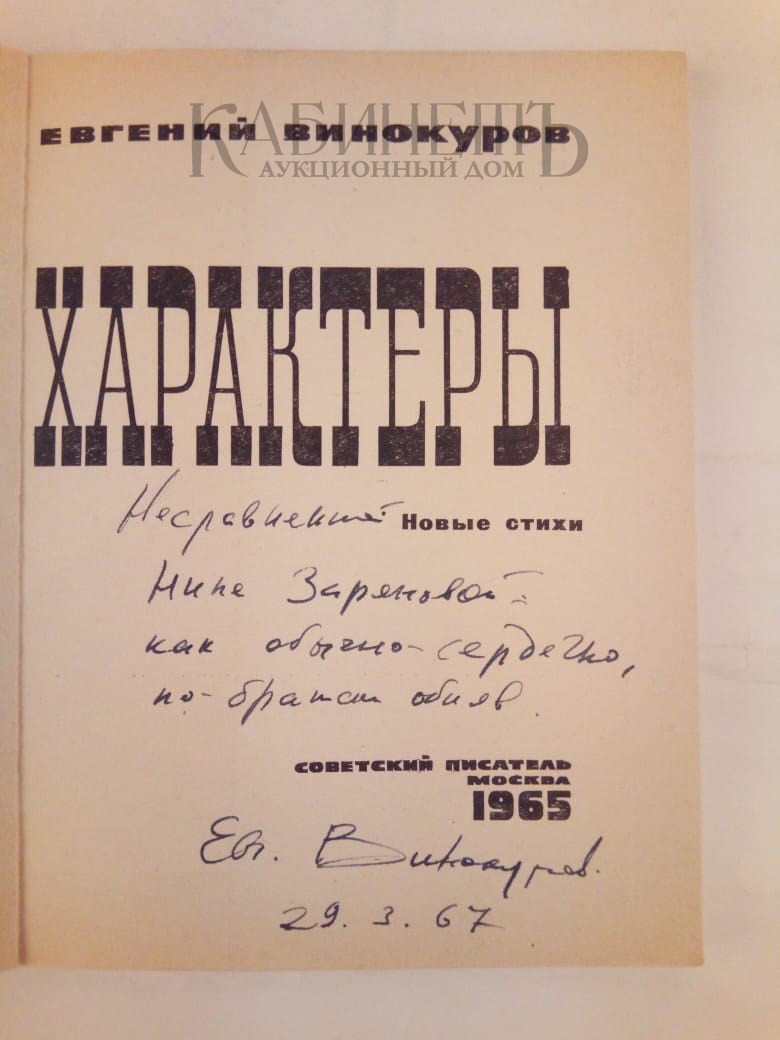 ЕВГЕНИЙ ВИНОКУРОВ
КАБИНЕТЪ
АУКЦИОННЫЙ ДОМ
ХАРАКТЕРЫ
Несравненной
Новые стихи
Нине
как обычно - сердечно,
по-братски обняв.
СОВЕТСКИЙ ПИСАТЕЛЬ
МОСКВА
1965
Евг. Винокуров.
29. 3. 67